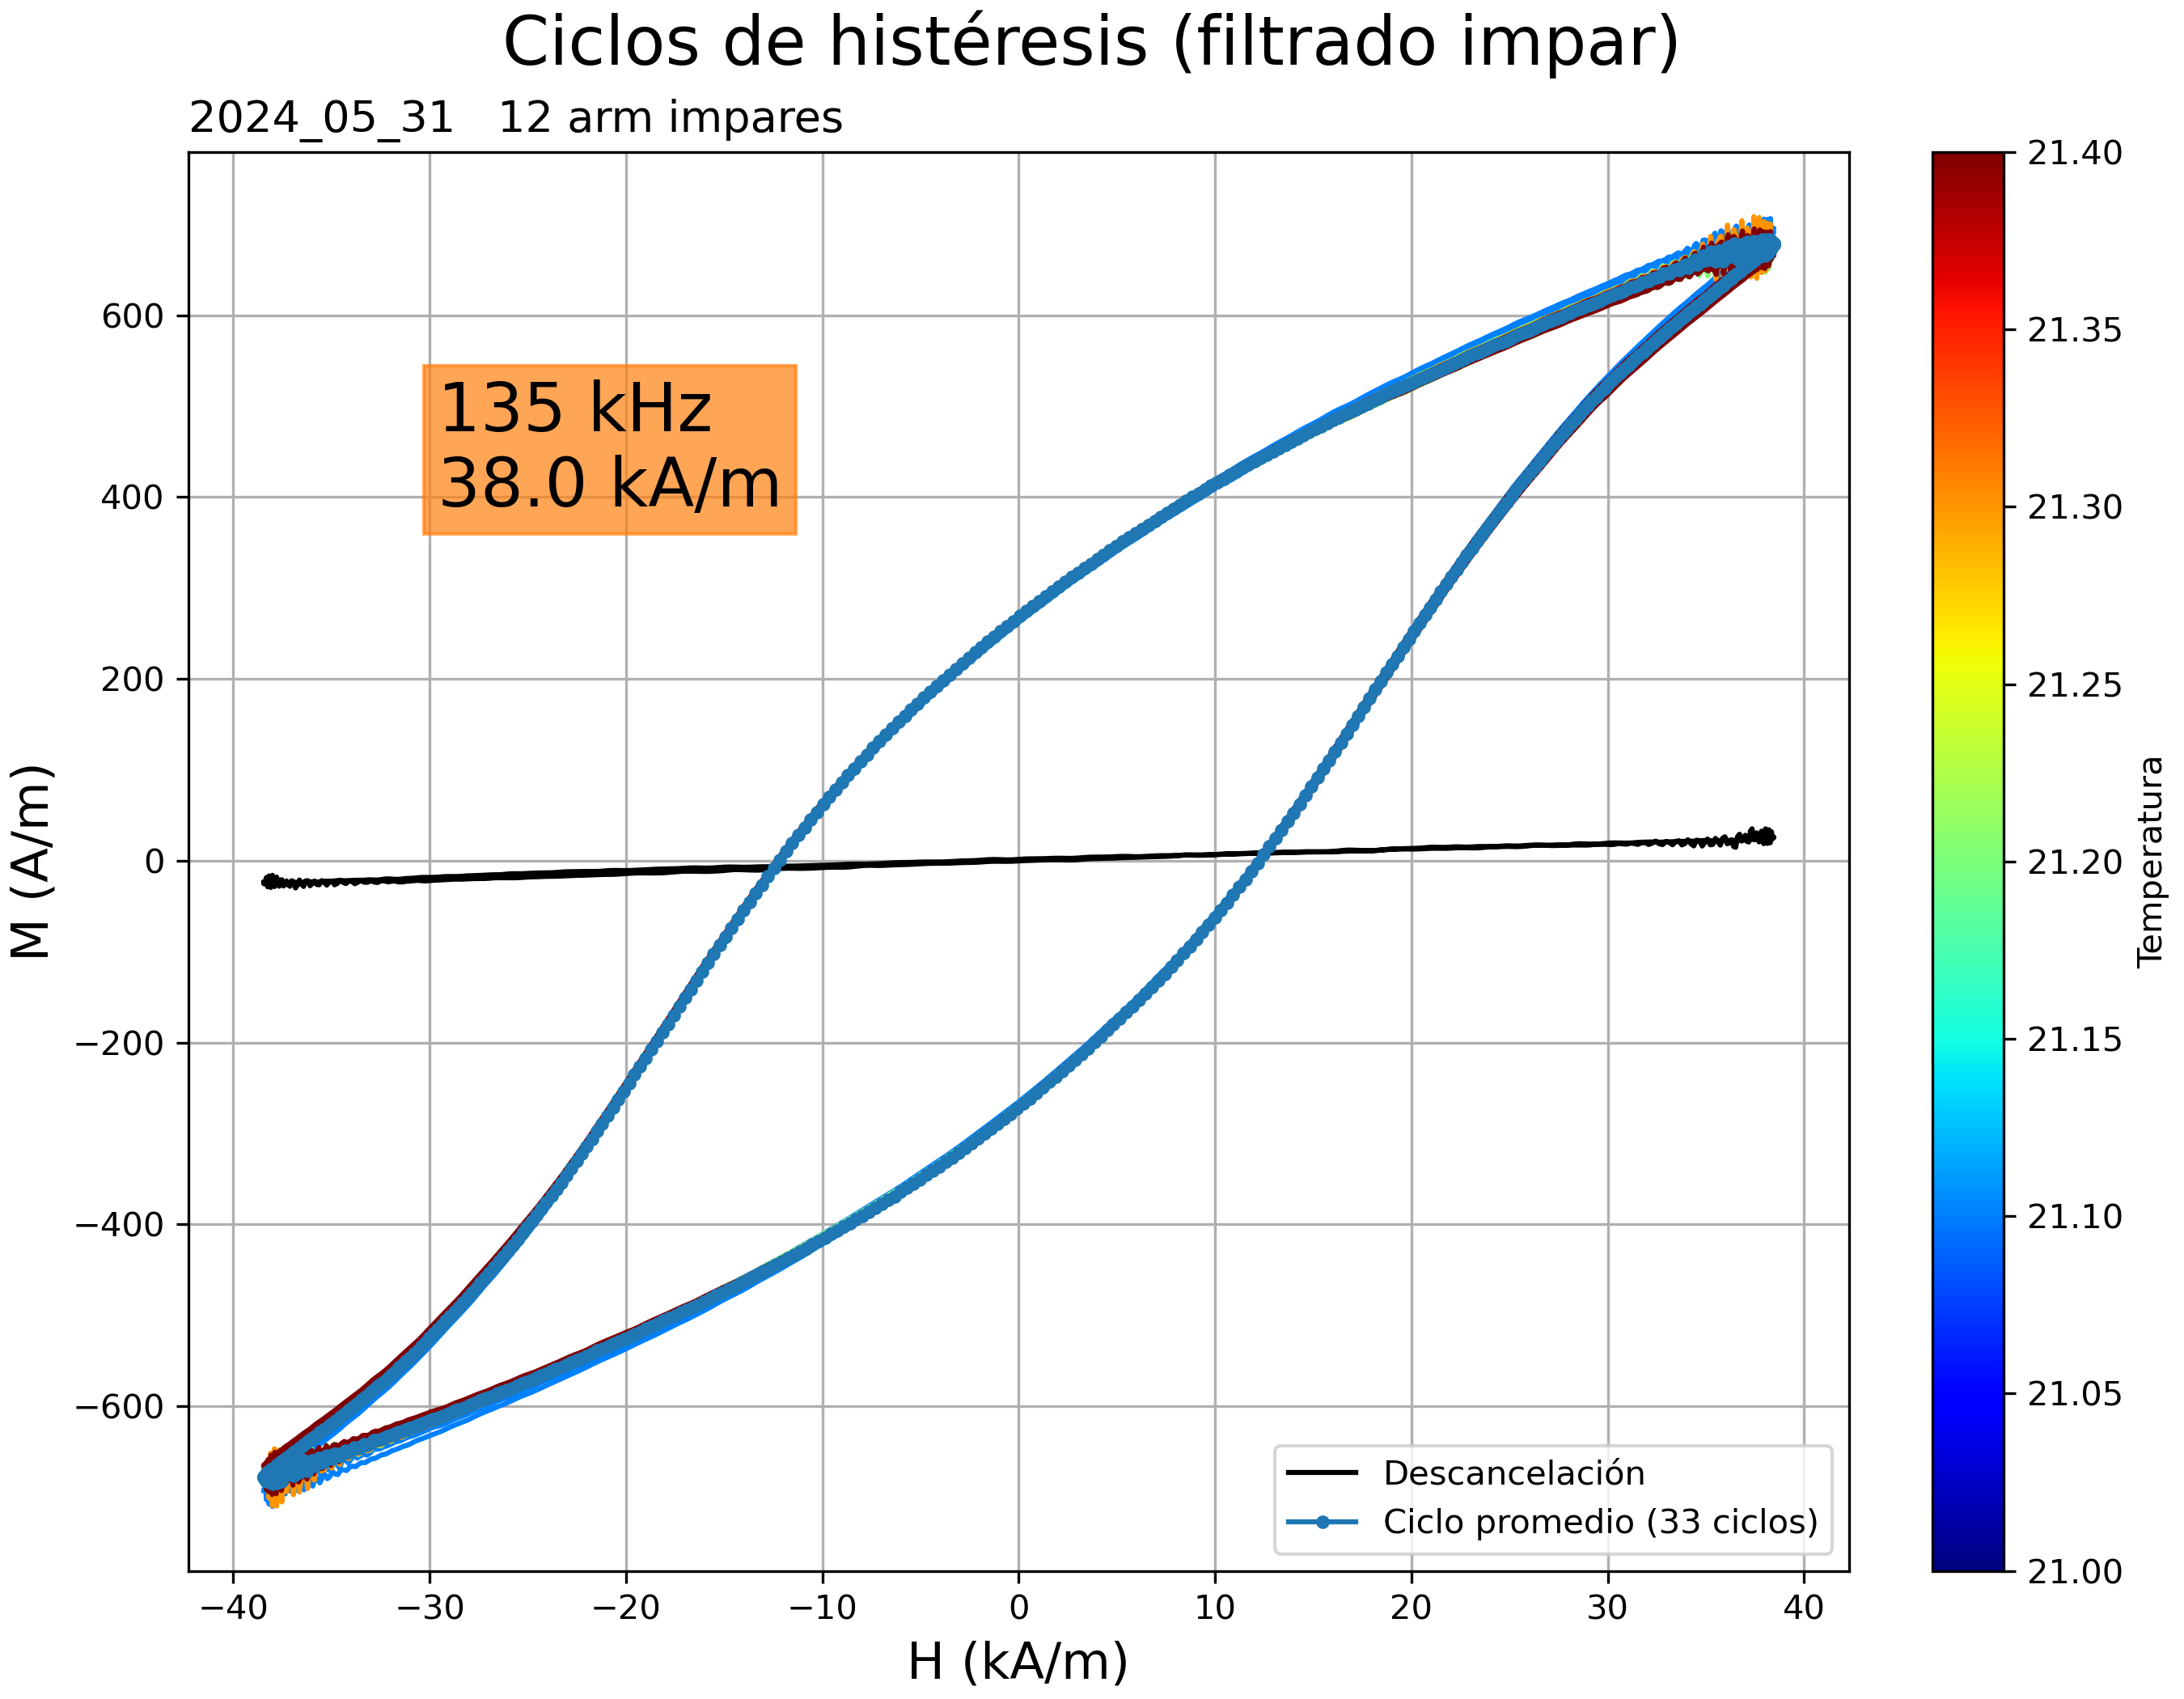 Ciclos de histéresis (filtrado impar)
2024_05_31   12 arm impares
135 kHz
38.0 kA/m
M (A/m)
600
400
200
0
−200
−400
−600
−40
−30
−20
−10
0
10
20
30
40
H (kA/m)
Descancelación
Ciclo promedio (33 ciclos)
21.40
21.35
21.30
21.25
21.20
21.15
21.10
21.05
21.00
Temperatura